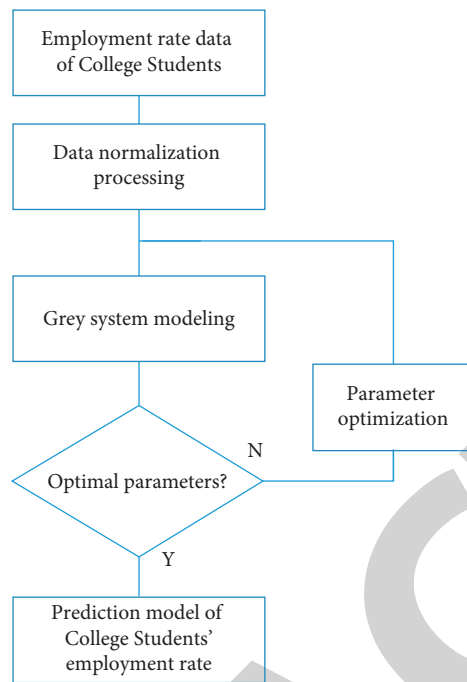 Employment rate data
of College Students
Data normalization
processing
Grey system modeling
Parameter
optimization
N
Optimal parameters?
Y
Prediction model of
College Students’
employment rate